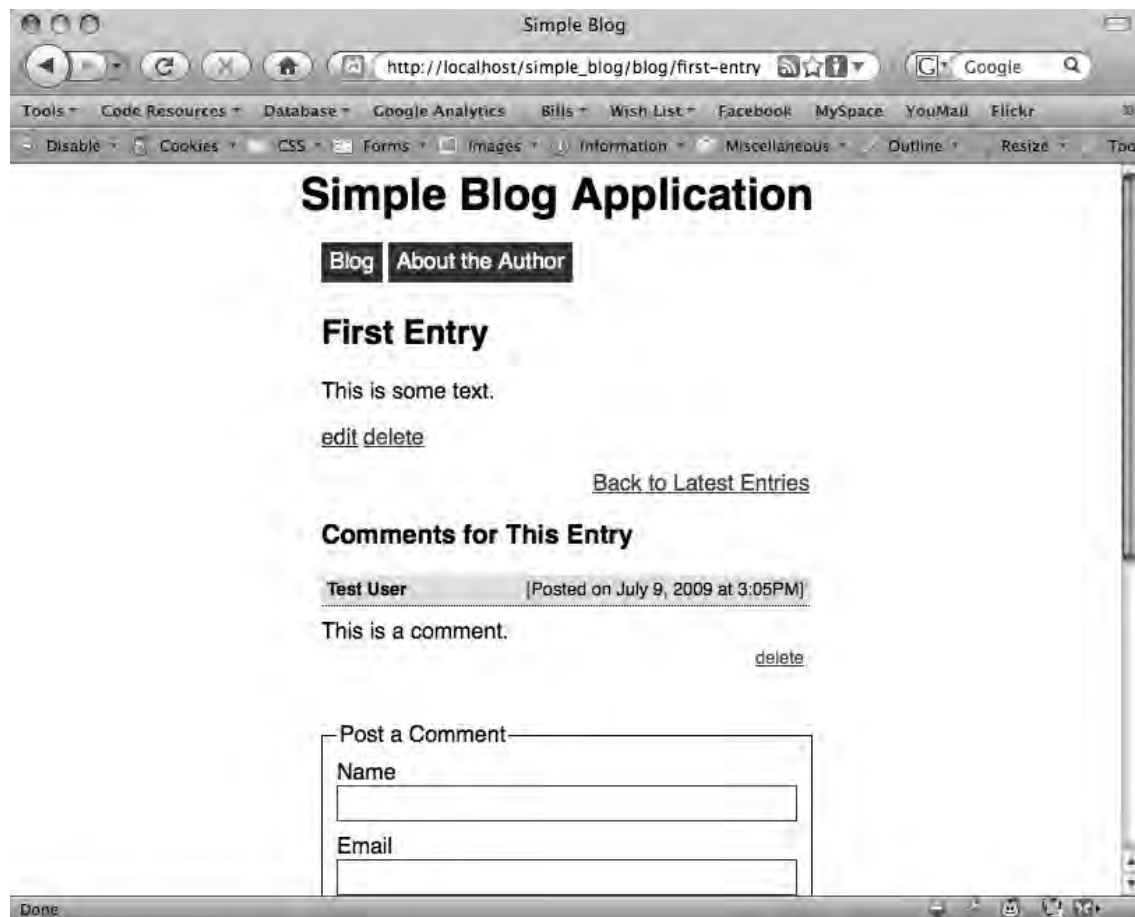 Simple Blog
http://localhost/simple_blog/blog/first-entry Google
Tools Code Resources Database Google Analytics Bills Wish List Facebook MySpace YouMail Flickr
Disable Cookies CSS Forms Images Information Miscellaneous Outline Resize
Simple Blog Application
Blog About the Author
First Entry
This is some text.
edit delete
Back to Latest Entries
Comments for This Entry
Test User [Posted on July 9, 2009 at 3:05PM]
This is a comment.
delete
Post a Comment
Name
Email
Done